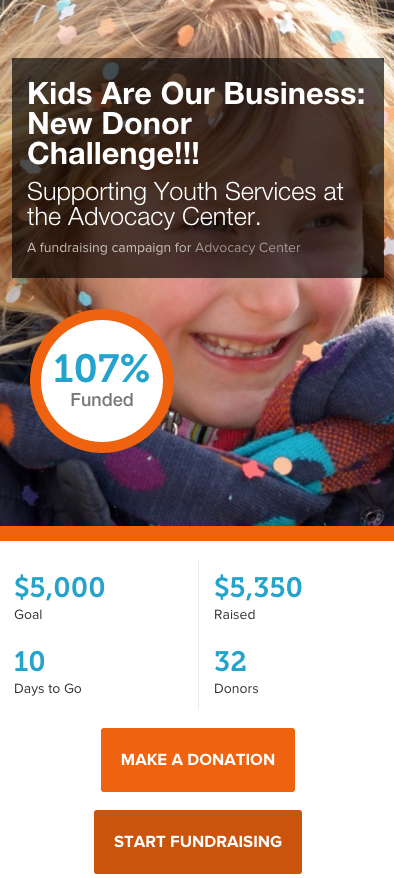 Kids Are Our Business:
New Donor
Challenge!!!
Supporting Youth Services at
the Advocacy Center.
A fundraising campaign for Advocacy Center
107%
Funded
$5,000
Goal
$5,350
Raised
10
Days to Go
32
Donors
MAKE A DONATION
START FUNDRAISING